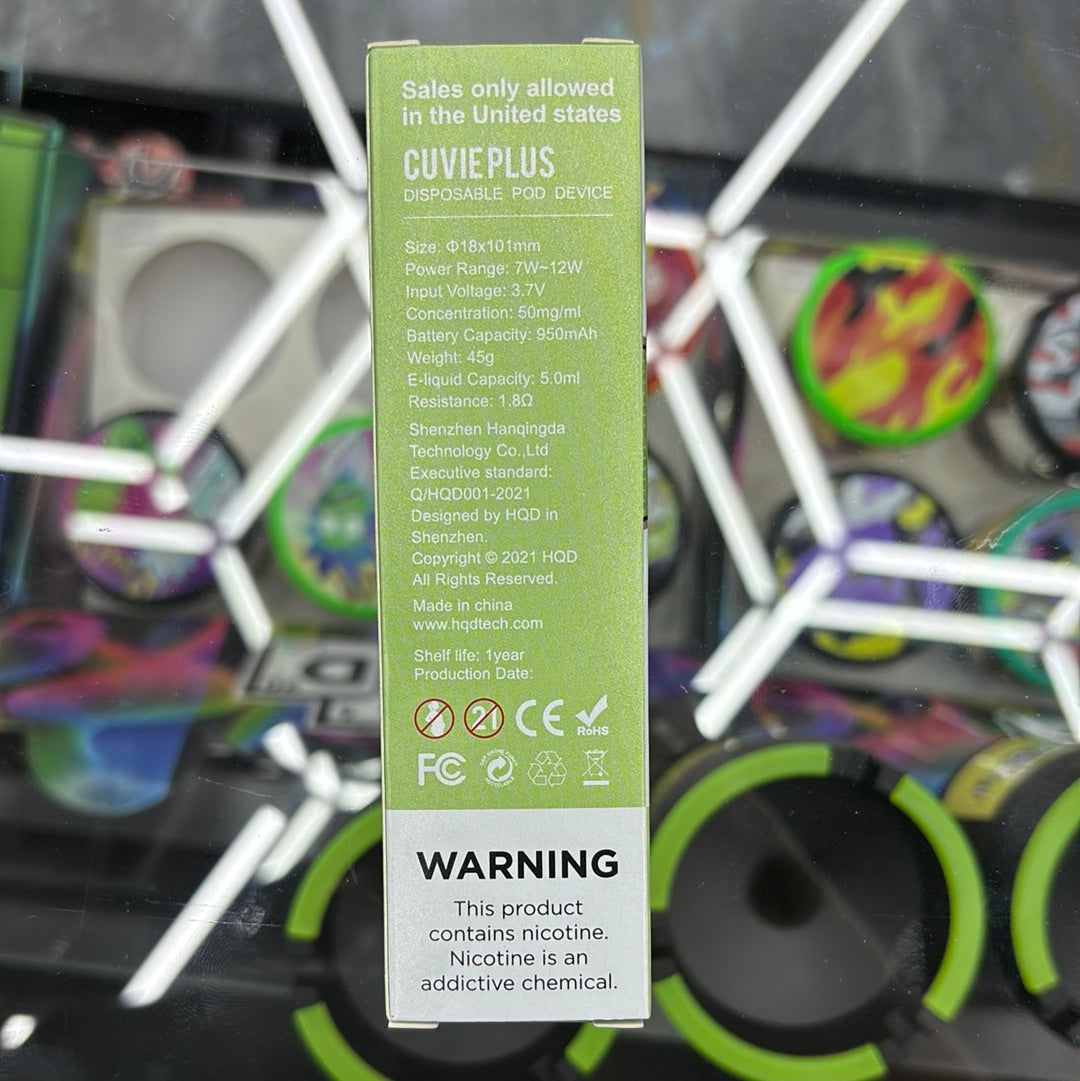 Sales only allowed
in the United states
CUVIE PLUS
DISPOSABLE POD DEVICE
Size: Φ18x101mm
Power Range: 7W~12W
Input Voltage: 3.7V
Concentration: 50mg/ml
Battery Capacity: 950mAh
Weight: 45g
E-liquid Capacity: 5.0ml
Resistance: 1.8Ω
Shenzhen Hanqingda
Technology Co.,Ltd
Executive standard:
Q/HQD001-2021
Designed by HQD in
Shenzhen.
Copyright © 2021 HQD
All Rights Reserved.
Made in china
www.hqdtech.com
Shelf life: 1year
Production Date:
21 CE RoHS
FC
WARNING
This product
contains nicotine.
Nicotine is an
addictive chemical.